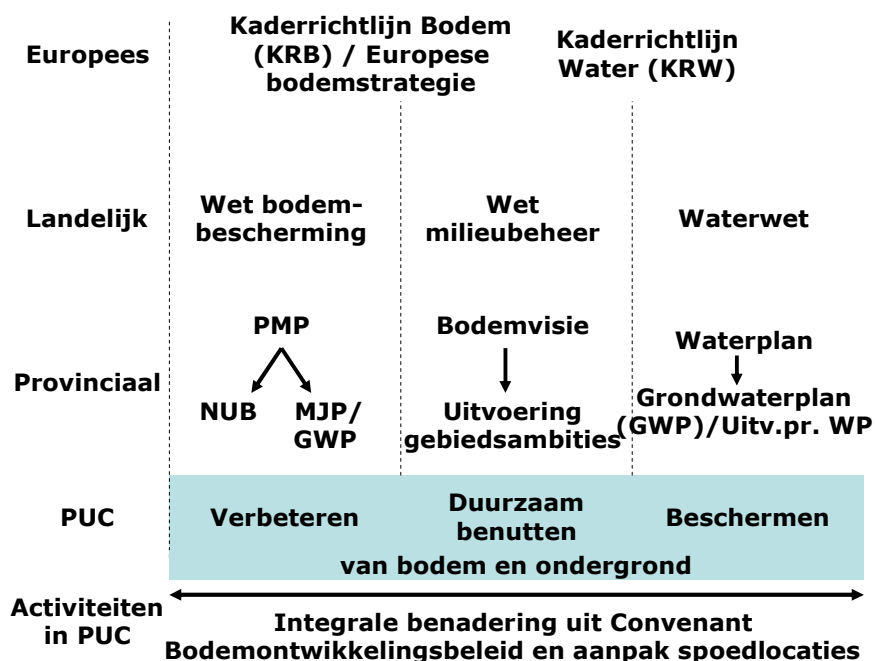 Europees
Kaderrichtlijn Bodem
(KRB) / Europese
bodemstrategie
Kaderrichtlijn
Water (KRW)
Landelijk
Wet bodem-
bescherming
Wet
milieubeheer
Waterwet
Provinciaal
PMP
NUB
MJP/
GWP
Bodemvisie
Uitvoering
gebiedsambities
Waterplan
Grondwaterplan
(GWP)/Uitv.pr. WP
PUC
Verbeteren
Duurzaam
benutten
Beschermen
van bodem en ondergrond
Activiteiten
in PUC
Integrale benadering uit Convenant
Bodemontwikkelingsbeleid en aanpak spoedlocaties